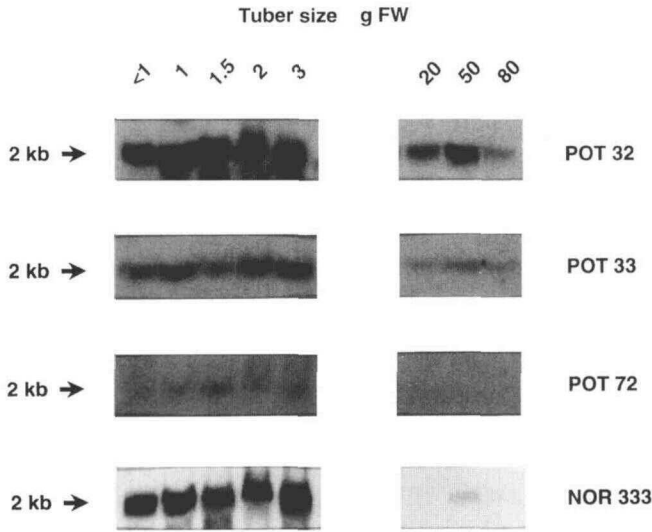 Tuber size g FW
<1 1 1.5 2 3 20 50 80
2 kb → POT 32
2 kb → POT 33
2 kb → POT 72
2 kb → NOR 333